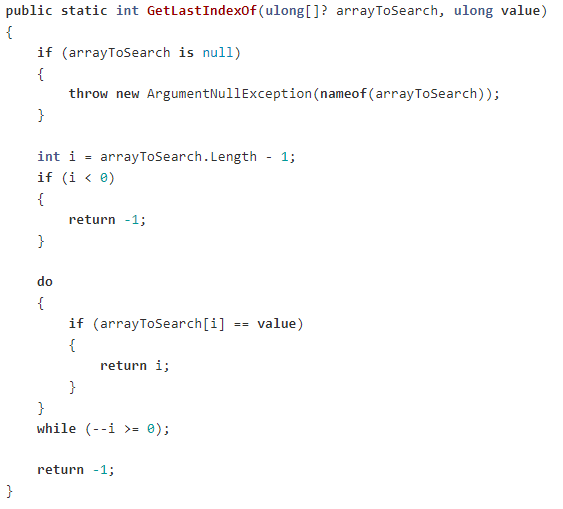 public static int GetLastIndexOf(ulong[]? arrayToSearch, ulong value)
{
    if (arrayToSearch is null)
    {
        throw new ArgumentNullException(nameof(arrayToSearch));
    }

    int i = arrayToSearch.Length - 1;
    if (i < 0)
    {
        return -1;
    }

    do
    {
        if (arrayToSearch[i] == value)
        {
            return i;
        }
    }
    while (--i >= 0);

    return -1;
}